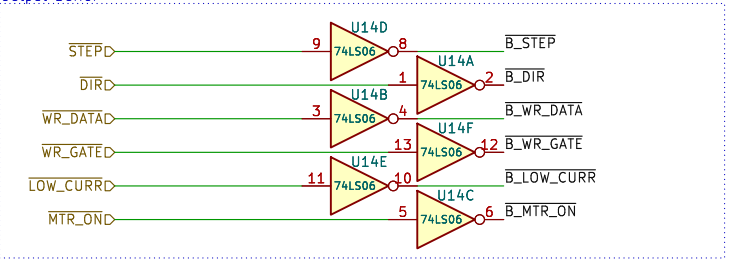 U14D
STEP 9 74LS06 8 B_STEP
U14A
DIR 1 74LS06 2 B_DIR
U14B
WR_DATA 3 74LS06 4 B_WR_DATA
U14F
WR_GATE 13 74LS06 12 B_WR_GATE
U14E
LOW_CURR 11 74LS06 10 B_LOW_CURR
U14C
MTR_ON 5 74LS06 6 B_MTR_ON